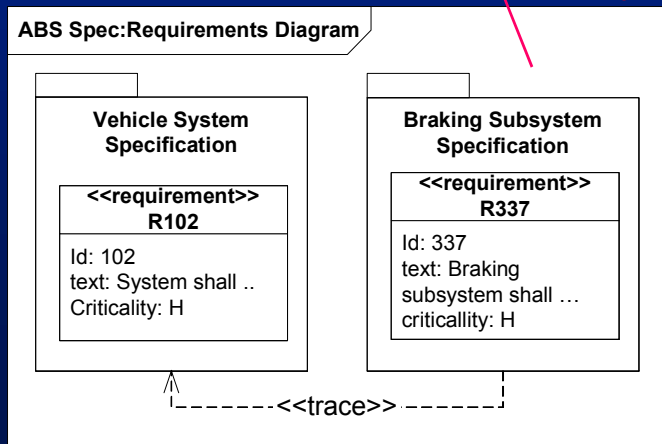 ABS Spec:Requirements Diagram
Vehicle System
Specification
<<requirement>>
R102
Id: 102
text: System shall ..
Criticality: H
Braking Subsystem
Specification
<<requirement>>
R337
Id: 337
text: Braking
subsystem shall …
criticallity: H
<<trace>>